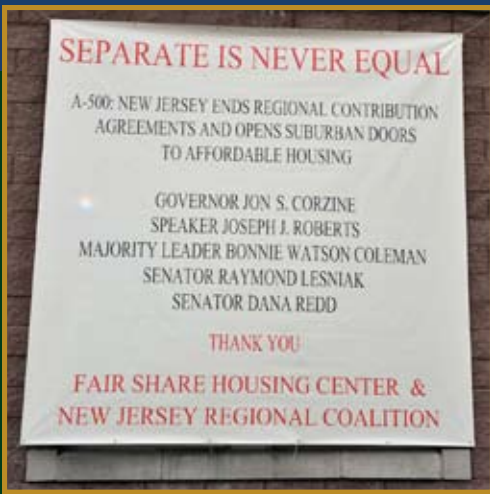 SEPARATE IS NEVER EQUAL
A-500: NEW JERSEY ENDS REGIONAL CONTRIBUTION
AGREEMENTS AND OPENS SUBURBAN DOORS
TO AFFORDABLE HOUSING
GOVERNOR JON S. CORZINE
SPEAKER JOSEPH J. ROBERTS
MAJORITY LEADER BONNIE WATSON COLEMAN
SENATOR RAYMOND LESNIAK
SENATOR DANA REDD
THANK YOU
FAIR SHARE HOUSING CENTER &
NEW JERSEY REGIONAL COALITION